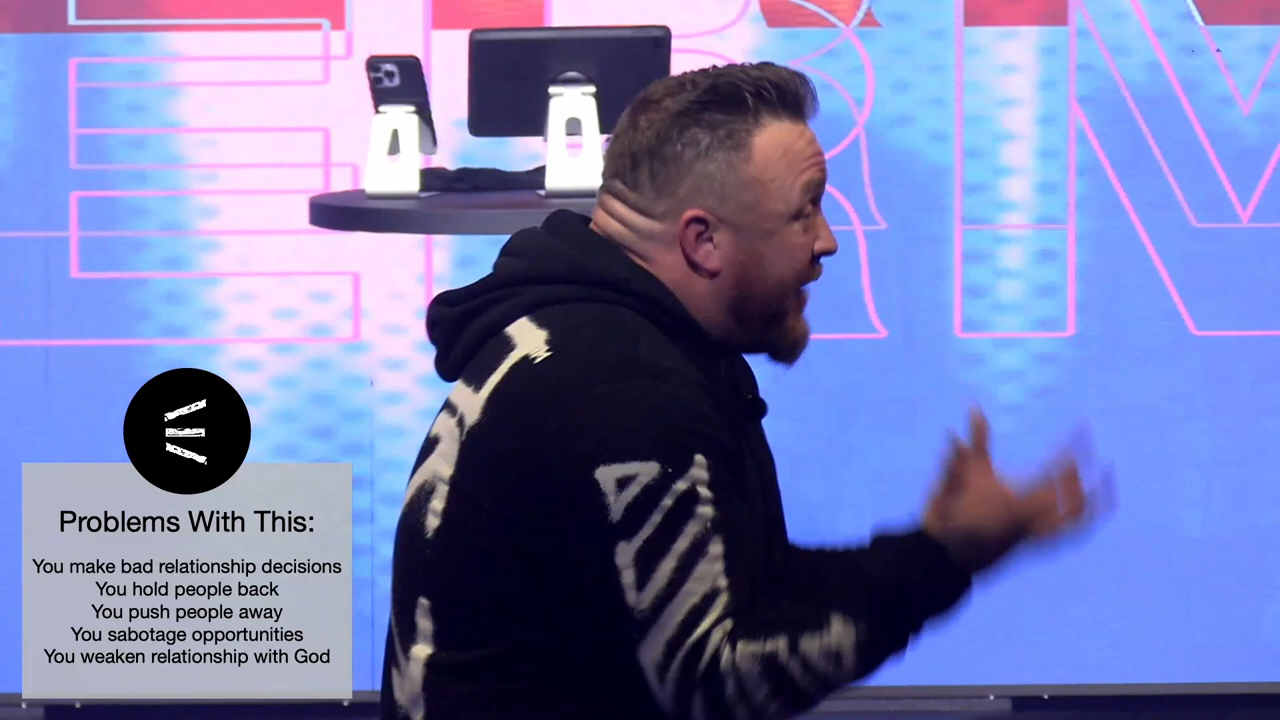 ERM
Problems With This:
You make bad relationship decisions
You hold people back
You push people away
You sabotage opportunities
You weaken relationship with God